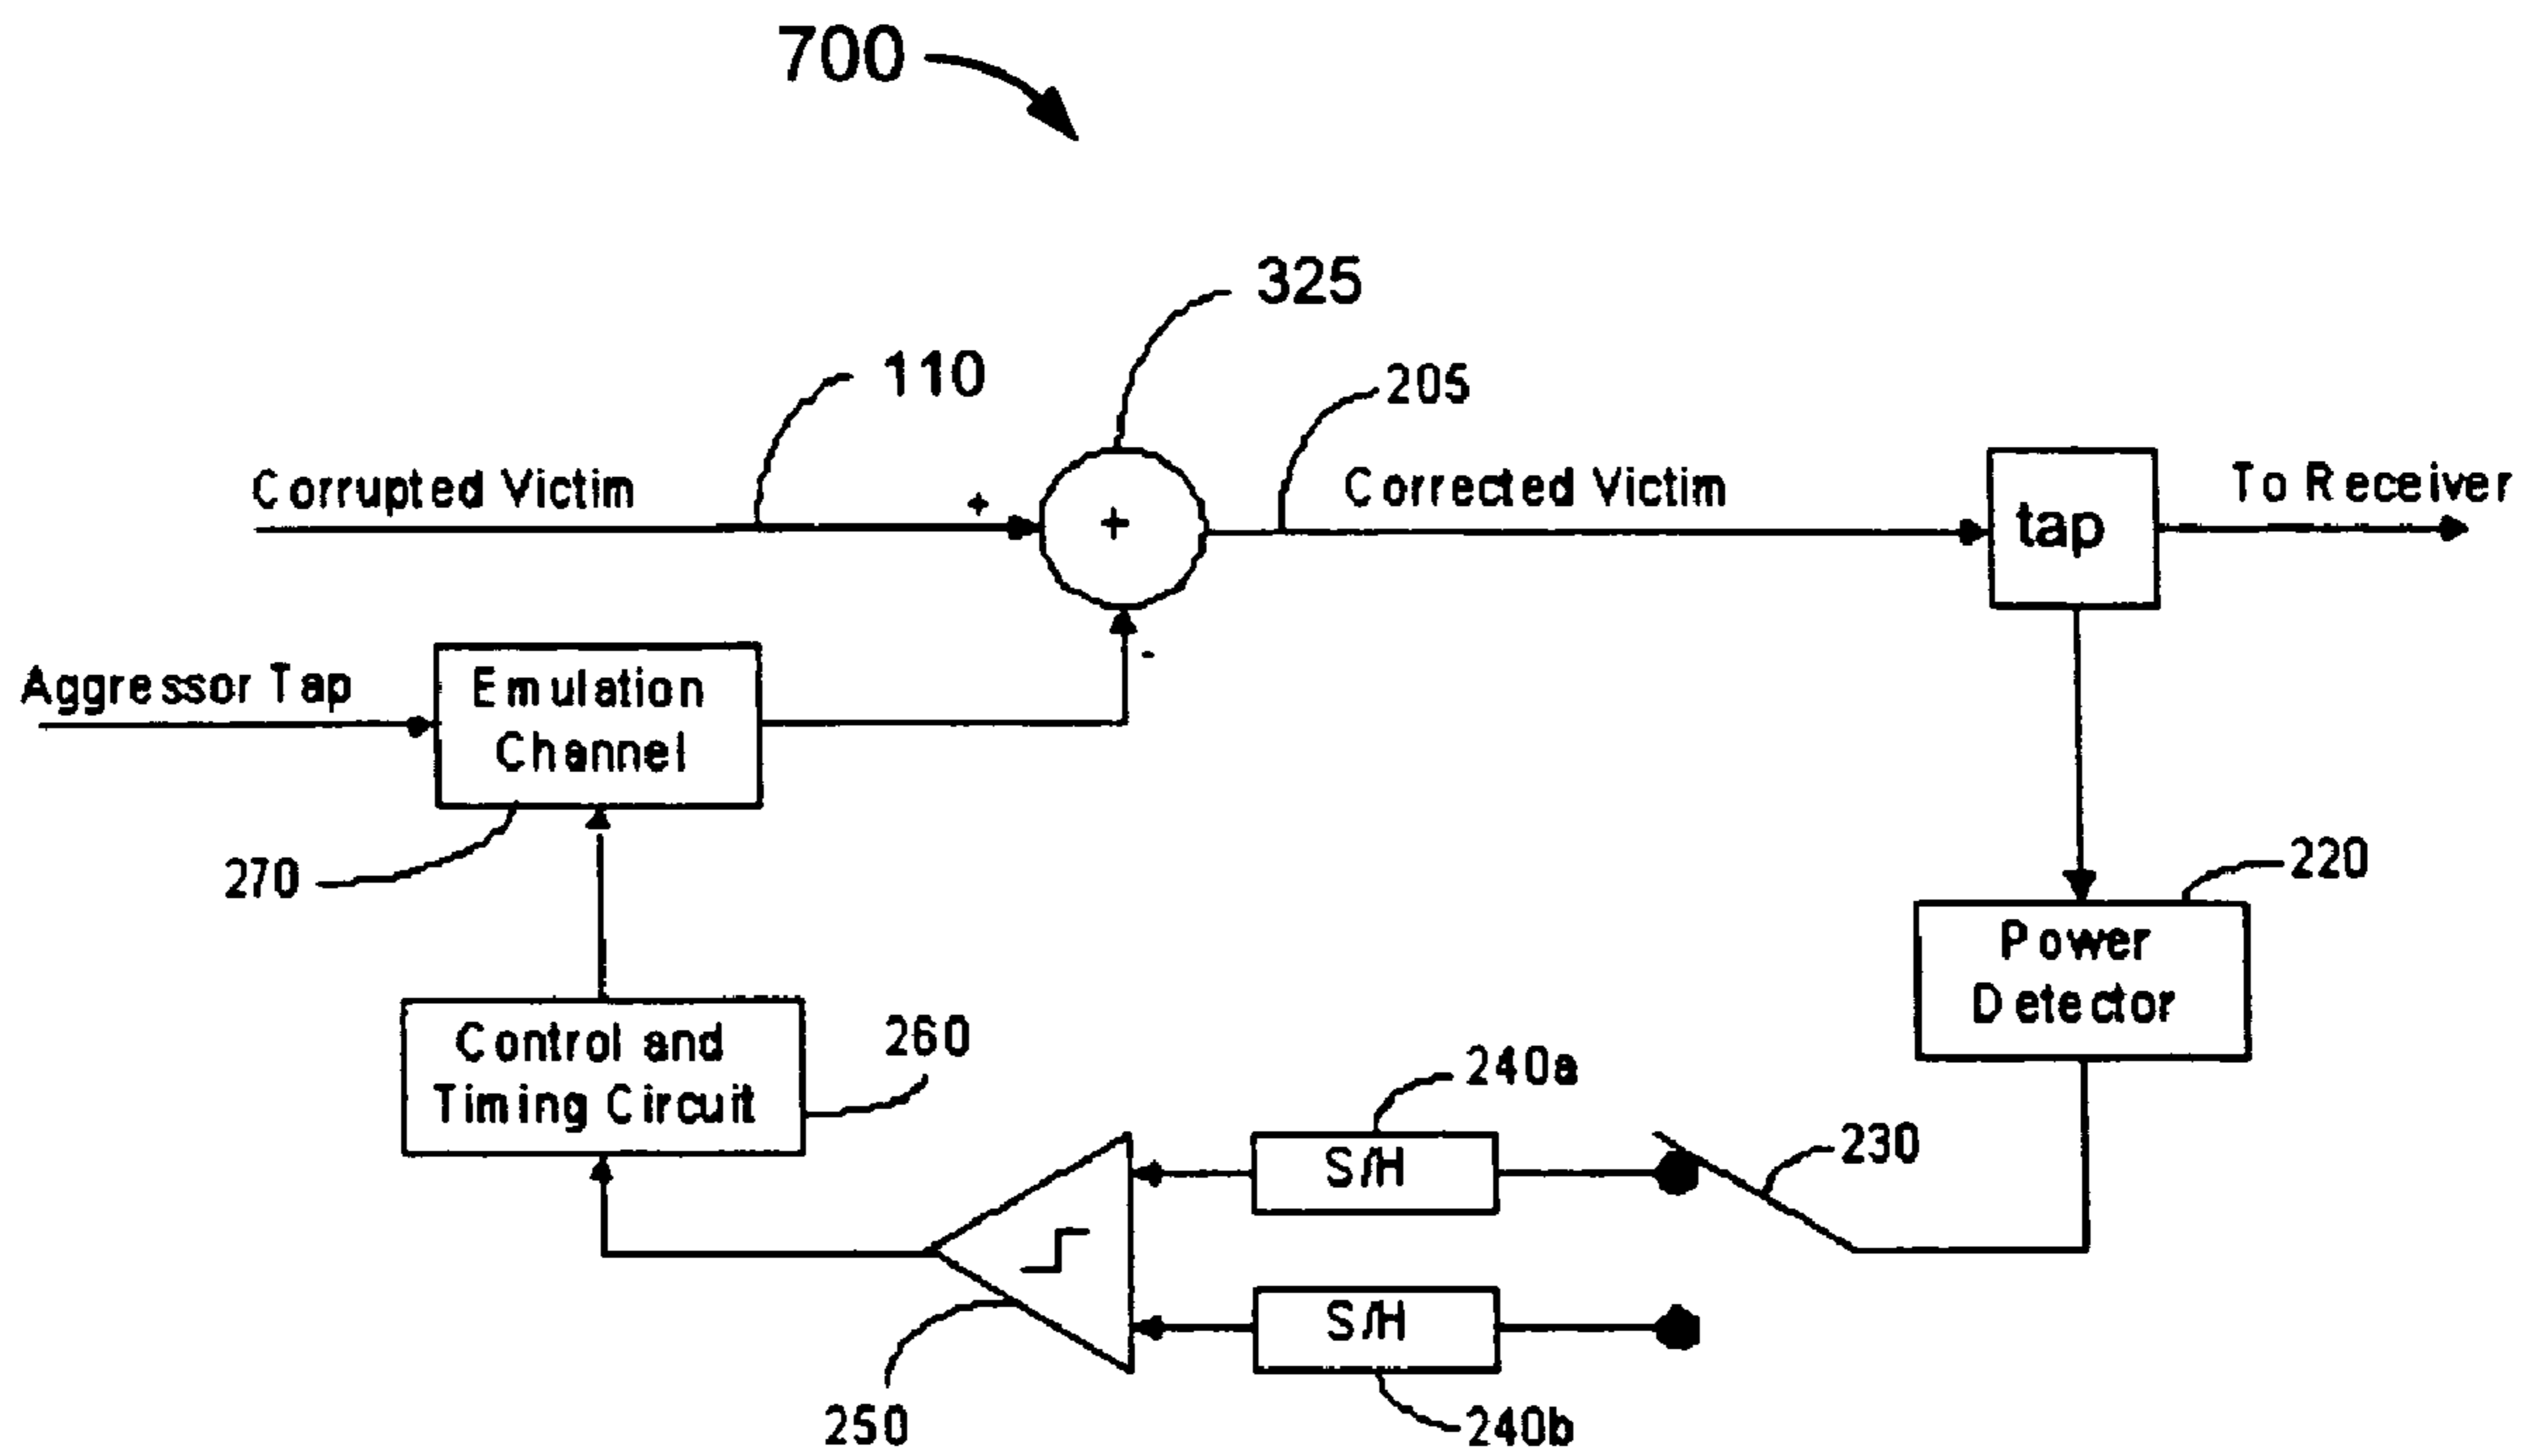 700
325
110
205
Corrupted Victim
+
+
Corrected Victim
tap
To Receiver
-
Aggressor Tap
Emulation
Channel
270
220
Power
Detector
Control and
Timing Circuit
260
240a
S/H
230
S/H
250
240b